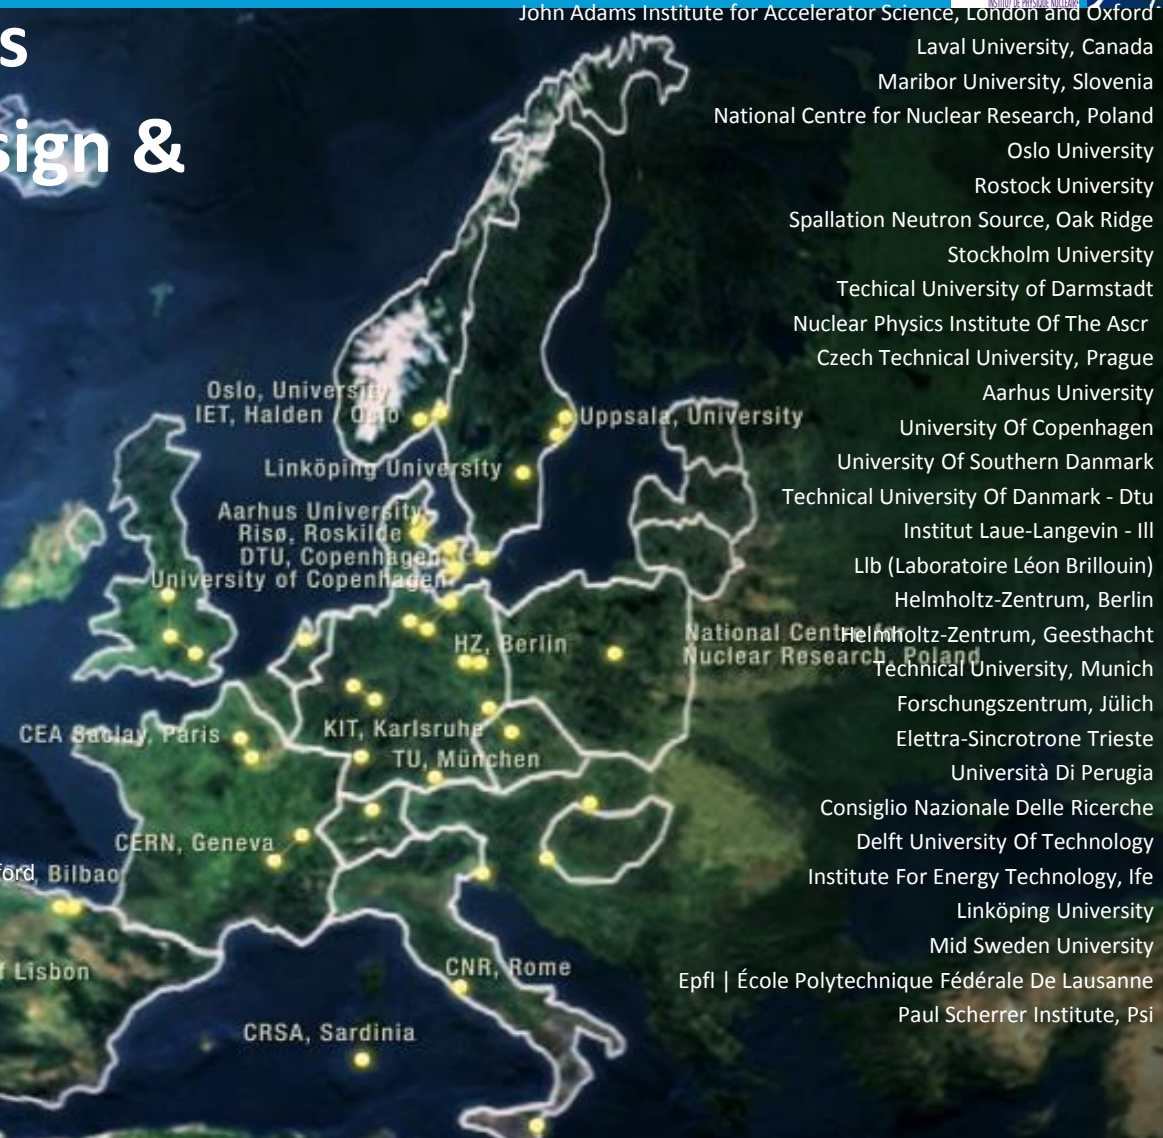 s
sign &
INSTITUT DE PHYSIQUE NUCLÉAIRE
John Adams Institute for Accelerator Science, London and Oxford
Laval University, Canada
Maribor University, Slovenia
National Centre for Nuclear Research, Poland
Oslo University
Rostock University
Spallation Neutron Source, Oak Ridge
Stockholm University
Techical University of Darmstadt
Nuclear Physics Institute Of The Ascr
Czech Technical University, Prague
Aarhus University
University Of Copenhagen
University Of Southern Danmark
Technical University Of Danmark - Dtu
Institut Laue-Langevin - Ill
Llb (Laboratoire Léon Brillouin)
Helmholtz-Zentrum, Berlin
Helmholtz-Zentrum, Geesthacht
Technical University, Munich
Forschungszentrum, Jülich
Elettra-Sincrotrone Trieste
Università Di Perugia
Consiglio Nazionale Delle Ricerche
Delft University Of Technology
Institute For Energy Technology, Ife
Linköping University
Mid Sweden University
Epfl | École Polytechnique Fédérale De Lausanne
Paul Scherrer Institute, Psi
Oslo, University
IET, Halden / Oslo
Uppsala, University
Linköping University
Aarhus University
Risø, Roskilde
DTU, Copenhagen
University of Copenhagen
HZ, Berlin
National Centre for
Nuclear Research, Poland
CEA Saclay, Paris
KIT, Karlsruhe
TU, München
CERN, Geneva
ford, Bilbao
f Lisbon
CNR, Rome
CRSA, Sardinia